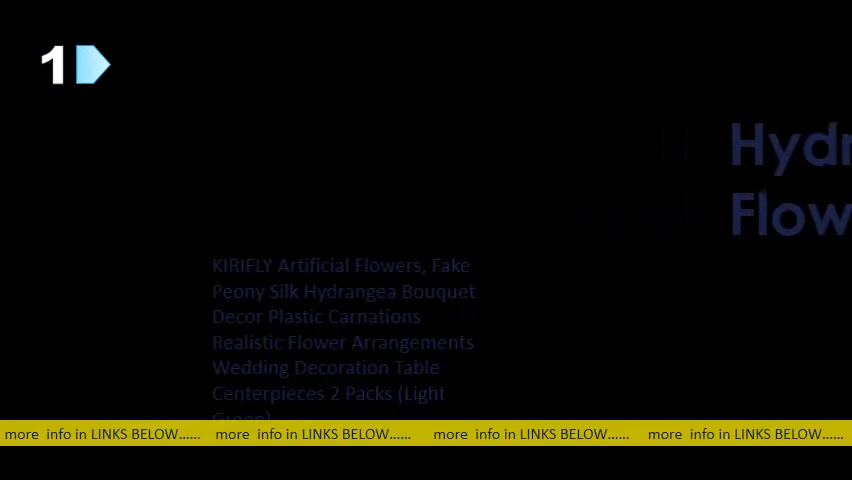 1
Hydr
Flow
KIRIFLY Artificial Flowers, Fake
Peony Silk Hydrangea Bouquet
Decor Plastic Carnations
Realistic Flower Arrangements
Wedding Decoration Table
Centerpieces 2 Packs (Light
Green)
more info in LINKS BELOW...... more info in LINKS BELOW...... more info in LINKS BELOW...... more info in LINKS BELOW......